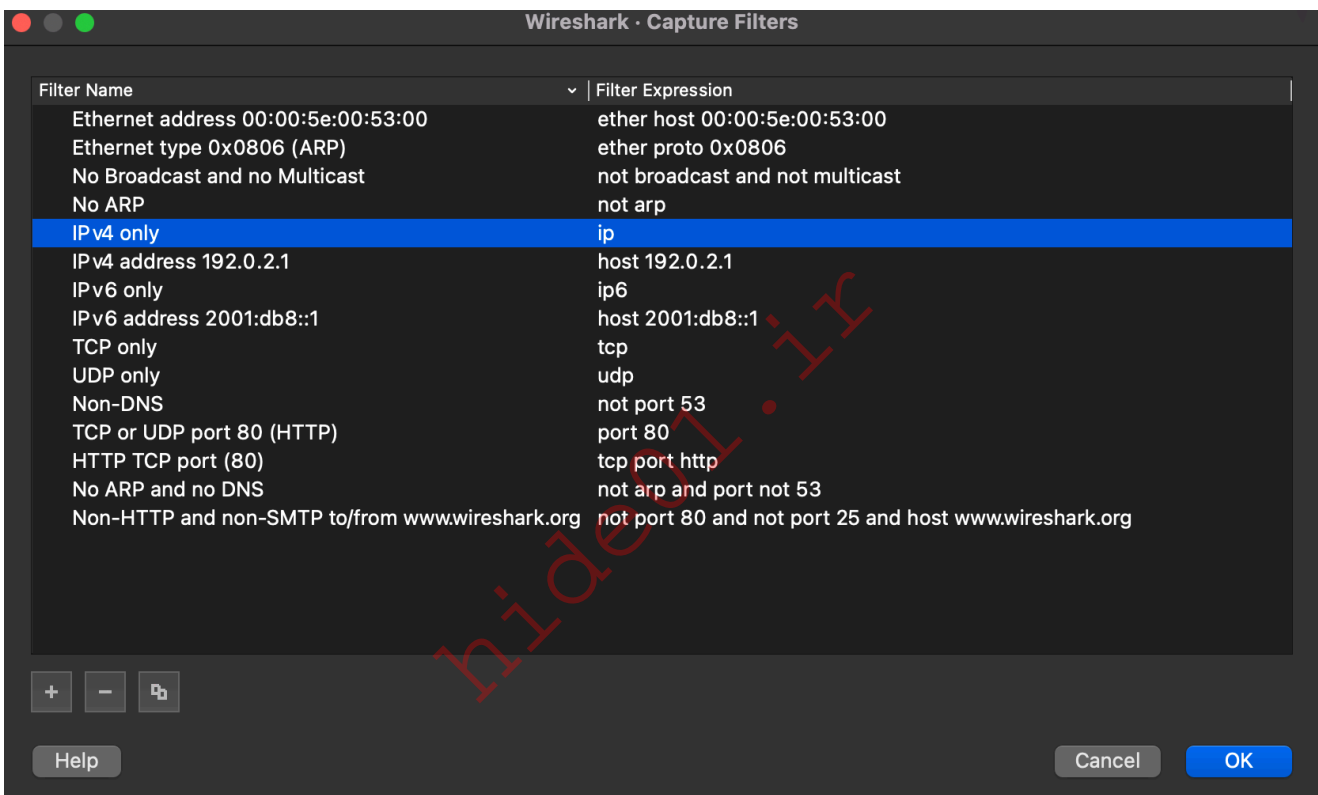 Wireshark · Capture Filters
Filter Name Filter Expression
Ethernet address 00:00:5e:00:53:00 ether host 00:00:5e:00:53:00
Ethernet type 0x0806 (ARP) ether proto 0x0806
No Broadcast and no Multicast not broadcast and not multicast
No ARP not arp
IPv4 only ip
IPv4 address 192.0.2.1 host 192.0.2.1
IPv6 only ip6
IPv6 address 2001:db8::1 host 2001:db8::1
TCP only tcp
UDP only udp
Non-DNS not port 53
TCP or UDP port 80 (HTTP) port 80
HTTP TCP port (80) tcp port http
No ARP and no DNS not arp and port not 53
Non-HTTP and non-SMTP to/from www.wireshark.org not port 80 and not port 25 and host www.wireshark.org
hide01.ir
Help Cancel OK